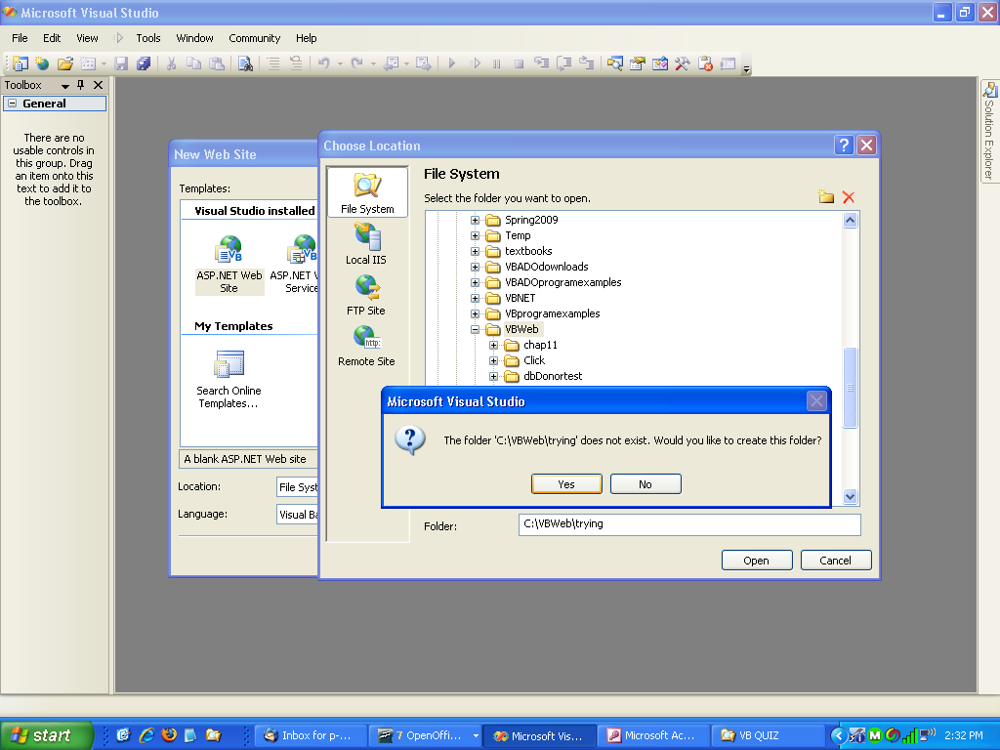 Microsoft Visual Studio
File Edit View Tools Window Community Help
Toolbox
General
There are no
usable controls in
this group. Drag
an item onto this
text to add it to
the toolbox.
Solution Explorer
New Web Site
Templates:
Visual Studio installed
ASP.NET Web
Site
ASP.NET V
Service
My Templates
Search Online
Templates...
A blank ASP.NET Web site
Location:
File Syst
Language:
Visual Ba
Choose Location
File System
Local IIS
FTP Site
http:
Remote Site
File System
Select the folder you want to open.
Spring2009
Temp
textbooks
VBADOdownloads
VBADOprogramexamples
VBNET
VBprogramexamples
VBWeb
chap11
Click
dbDonortest
Microsoft Visual Studio
The folder 'C:\VBWeb\trying' does not exist. Would you like to create this folder?
Yes No
Folder: C:\VBWeb\trying
Open Cancel
start
Inbox for p-...
7 OpenOffi...
Microsoft Vis...
Microsoft Ac...
VB QUIZ
2:32 PM